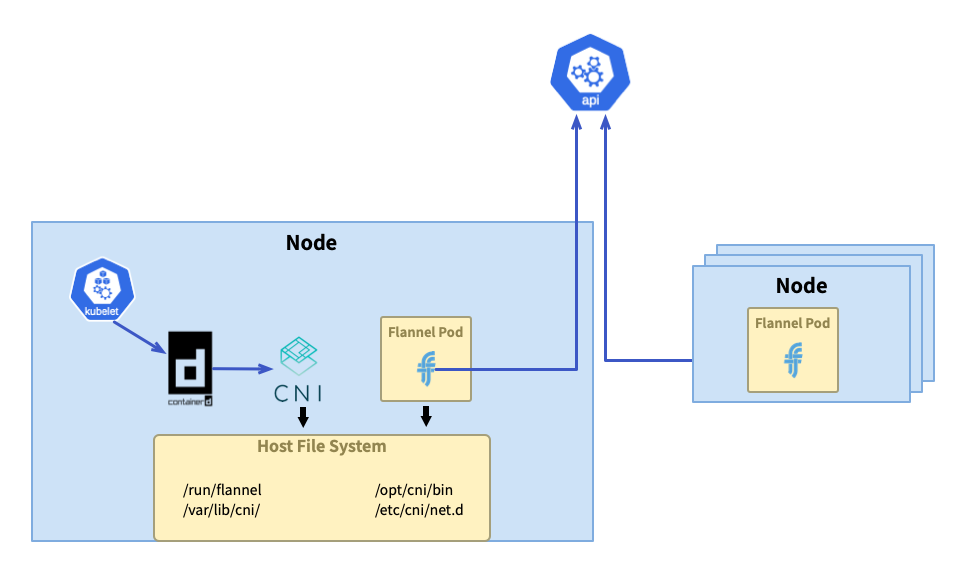 api
Node
kubelet
containerd
CNI
Flannel Pod
Host File System
/run/flannel
/var/lib/cni/
/opt/cni/bin
/etc/cni/net.d
Node
Flannel Pod